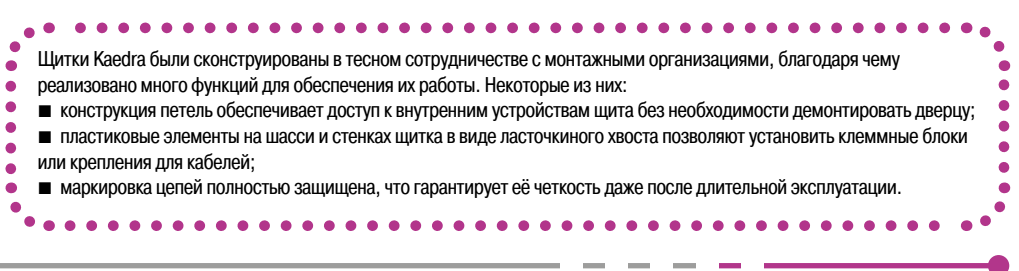 Щитки Kaedra были сконструированы в тесном сотрудничестве с монтажными организациями, благодаря чему
реализовано много функций для обеспечения их работы. Некоторые из них:
■ конструкция петель обеспечивает доступ к внутренним устройствам щита без необходимости демонтировать дверцу;
■ пластиковые элементы на шасси и стенках щитка в виде ласточкиного хвоста позволяют установить клеммные блоки
или крепления для кабелей;
■ маркировка цепей полностью защищена, что гарантирует её четкость даже после длительной эксплуатации.